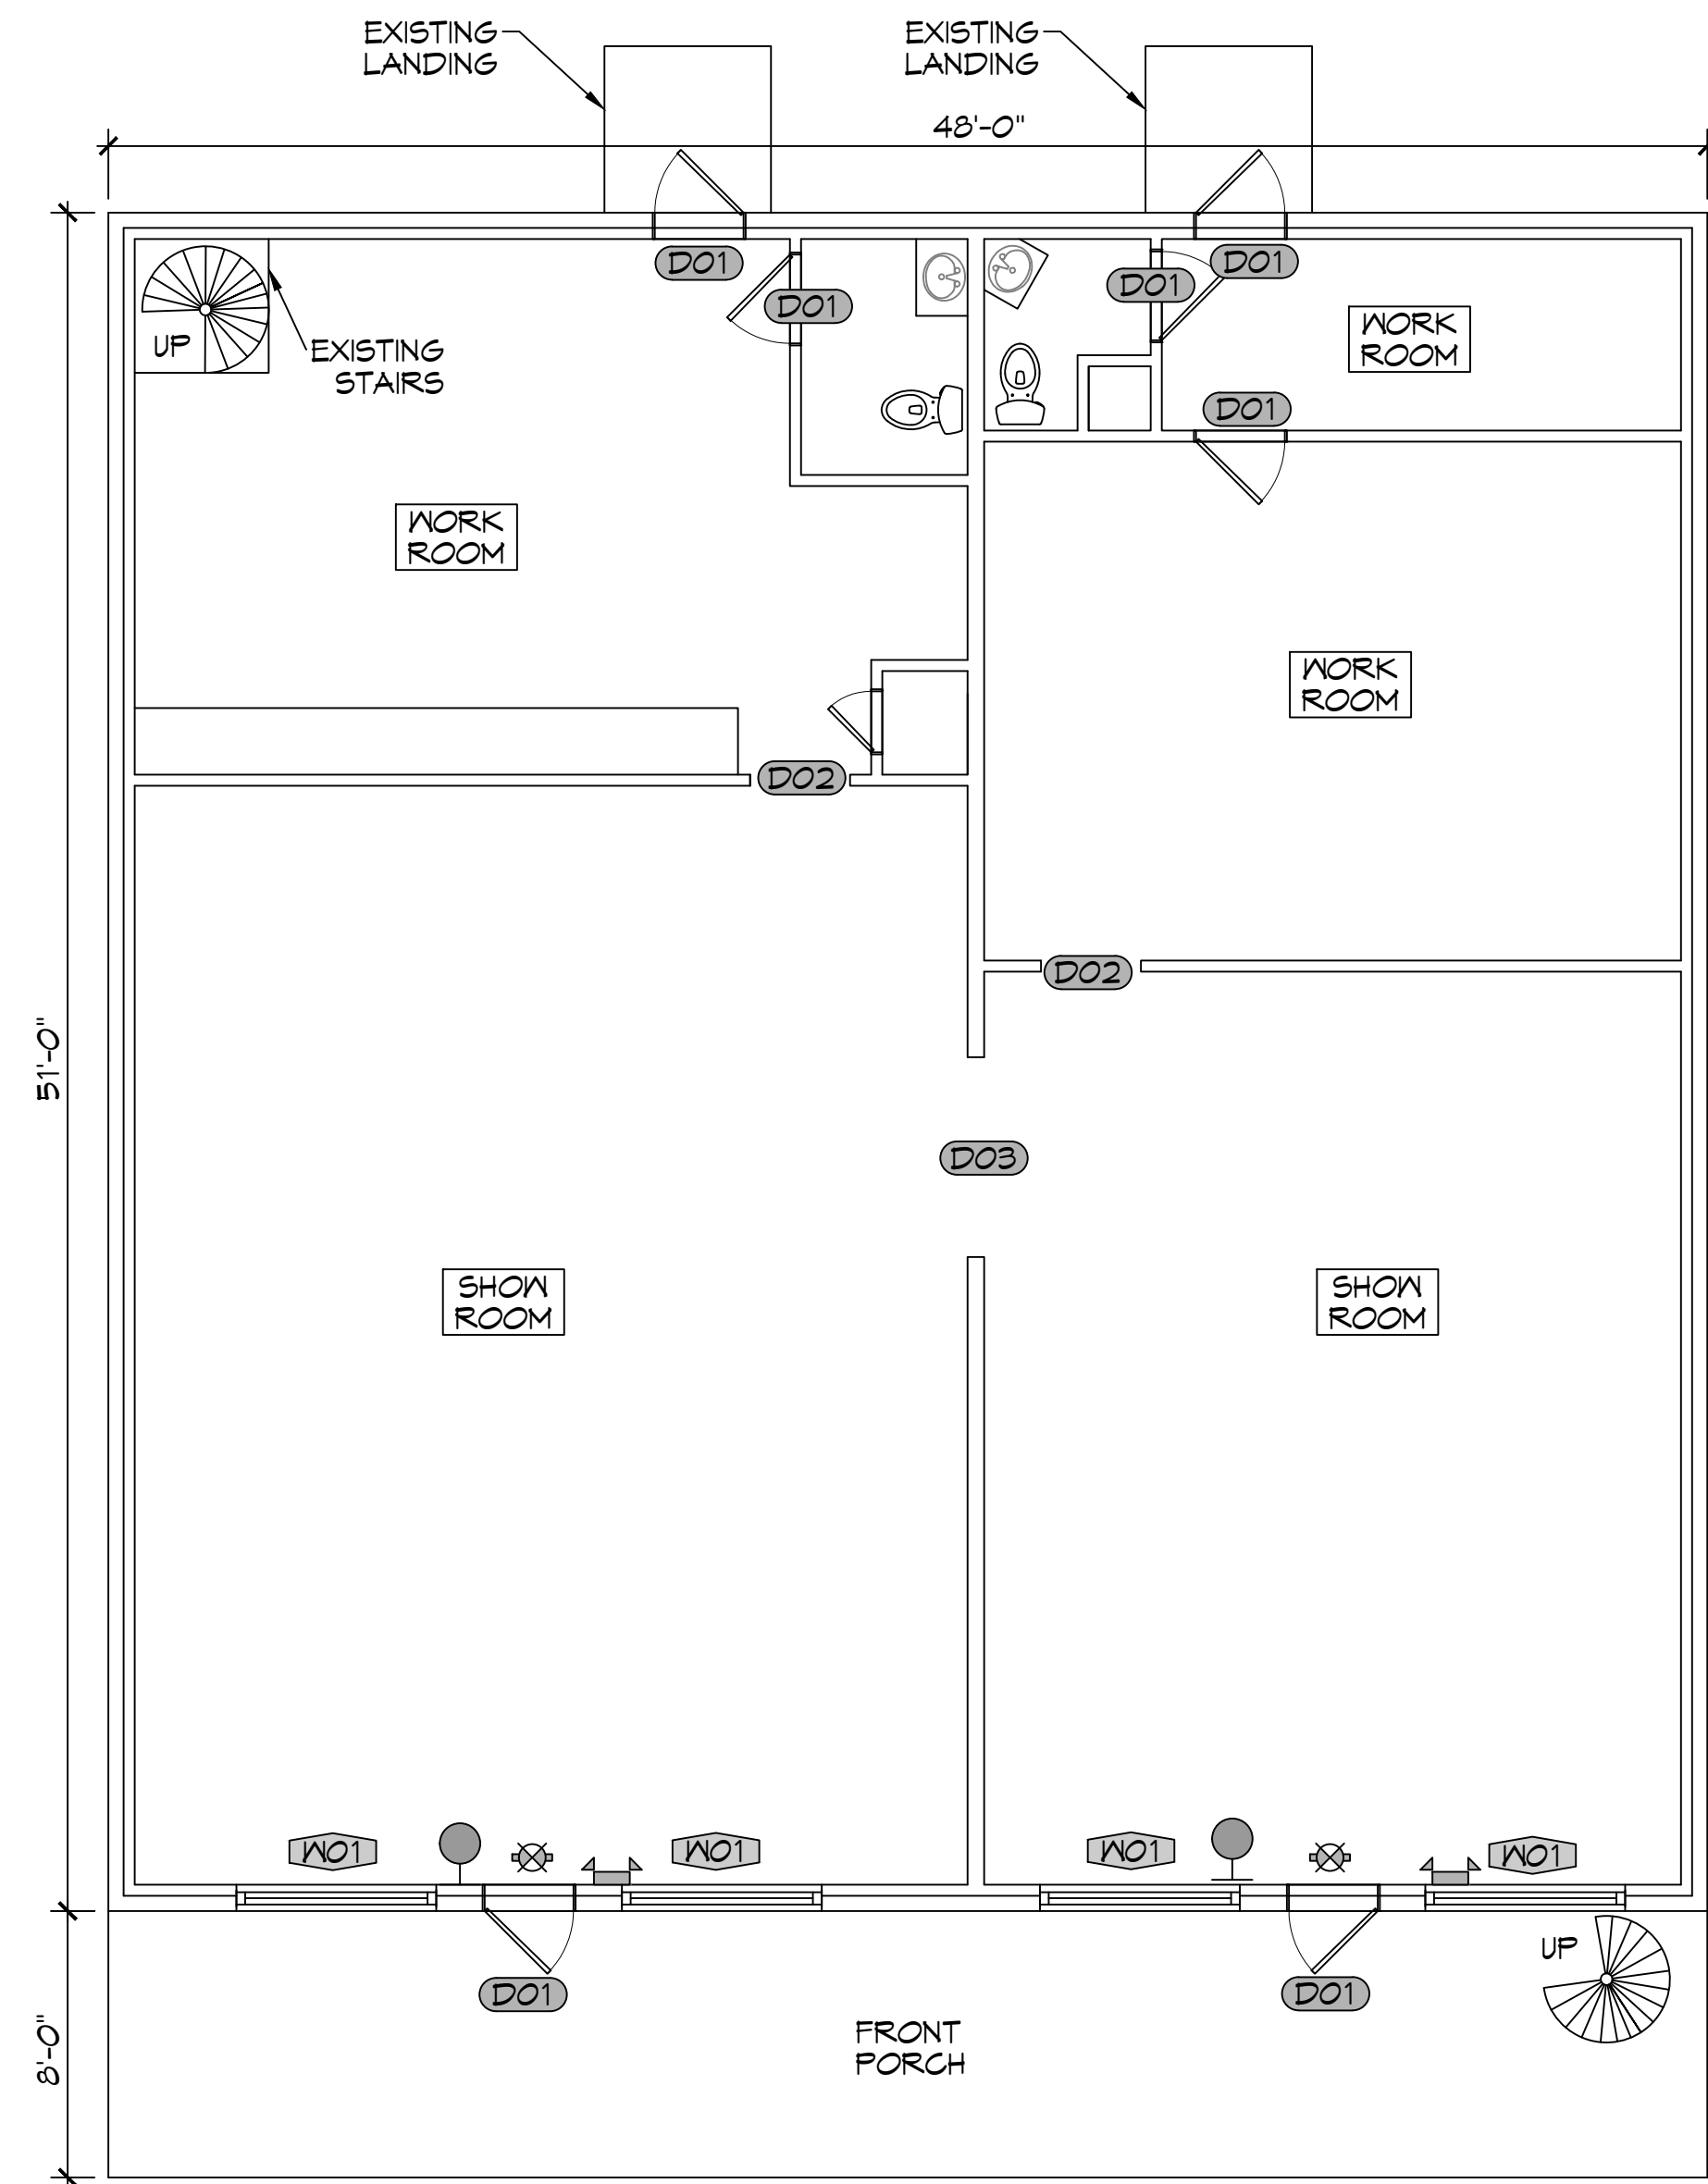 EXISTING
LANDING
EXISTING
LANDING
48'-0"
D01
D01
D01
D01
UP
EXISTING
STAIRS
WORK
ROOM
D01
WORK
ROOM
WORK
ROOM
D02
D02
51'-0"
D03
SHOW
ROOM
SHOW
ROOM
W01
W01
W01
W01
UP
D01
D01
FRONT
PORCH
8'-0"